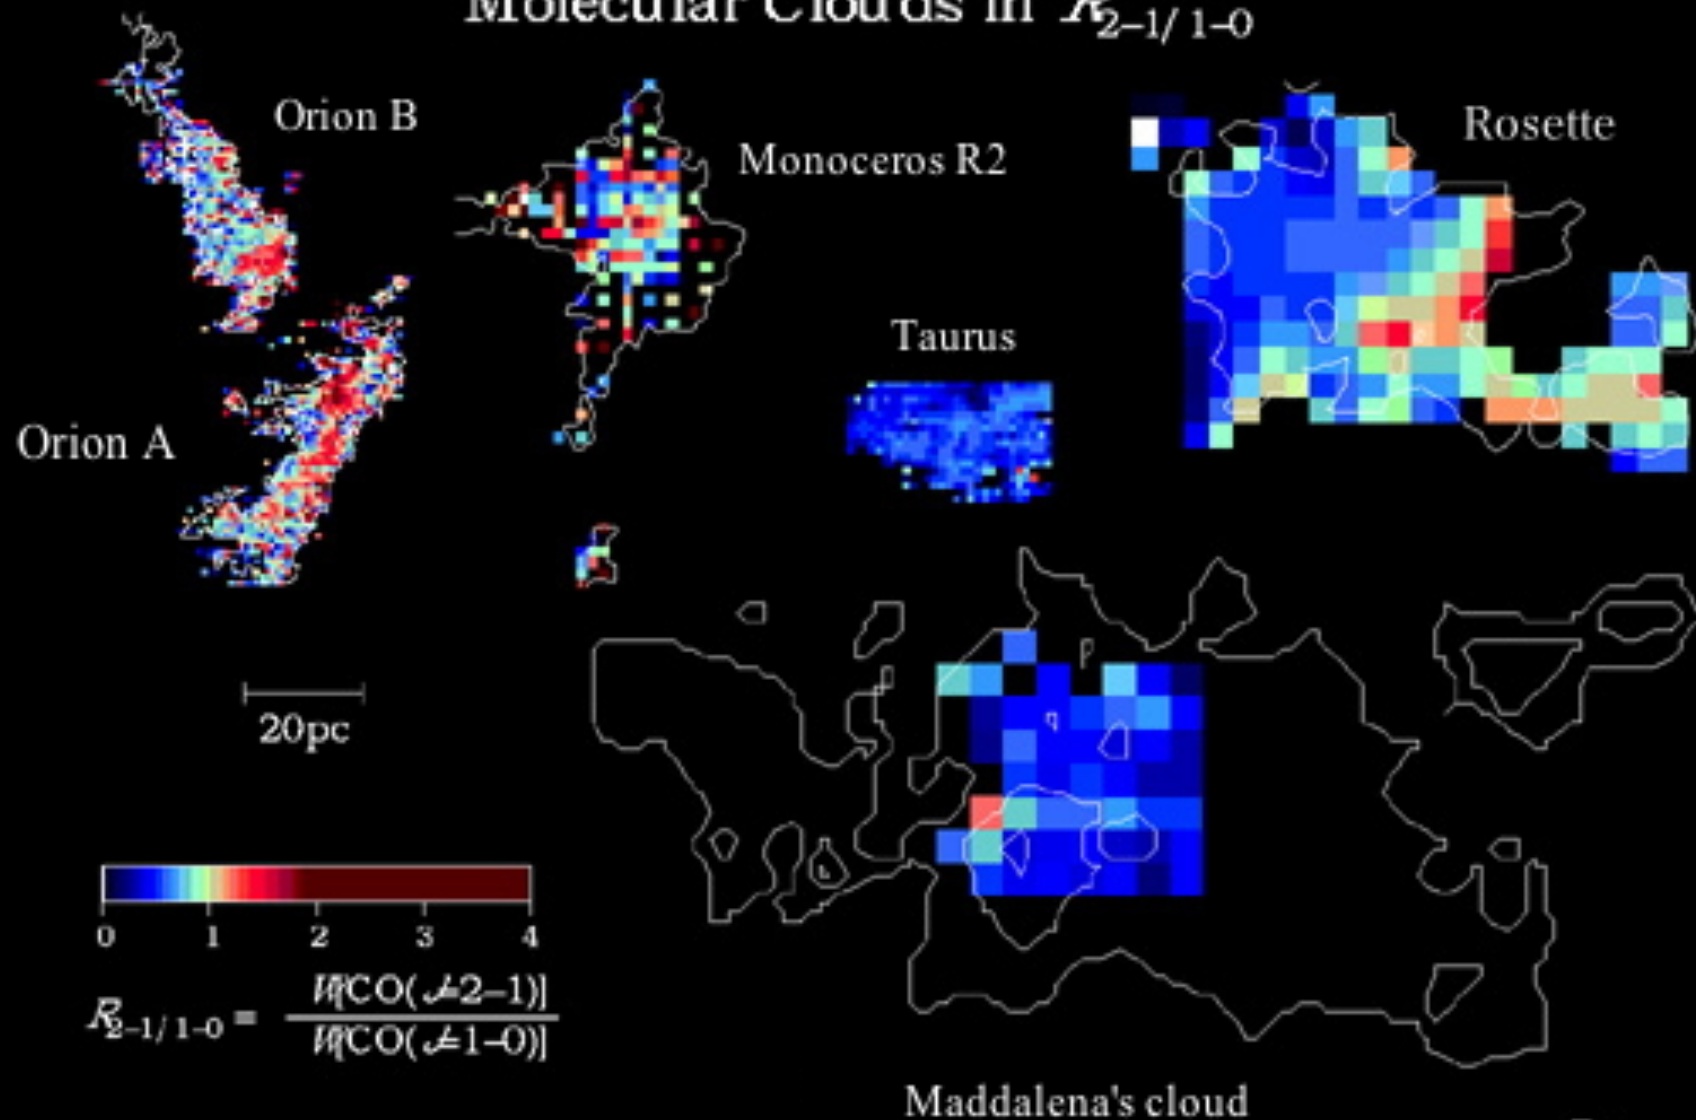 Molecular Clouds in R2–1/ 1–0
Orion B
Monoceros R2
Rosette
Taurus
Orion A
20pc
0 1 2 3 4
R2–1/ 1–0 = W[CO(J=2–1)]
W[CO(J=1–0)]
Maddalena's cloud